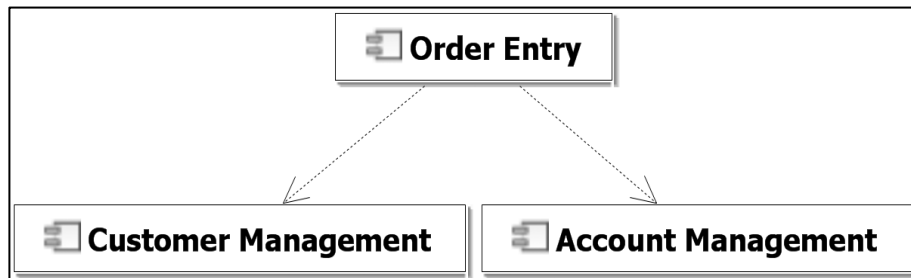 Order Entry
Customer Management
Account Management